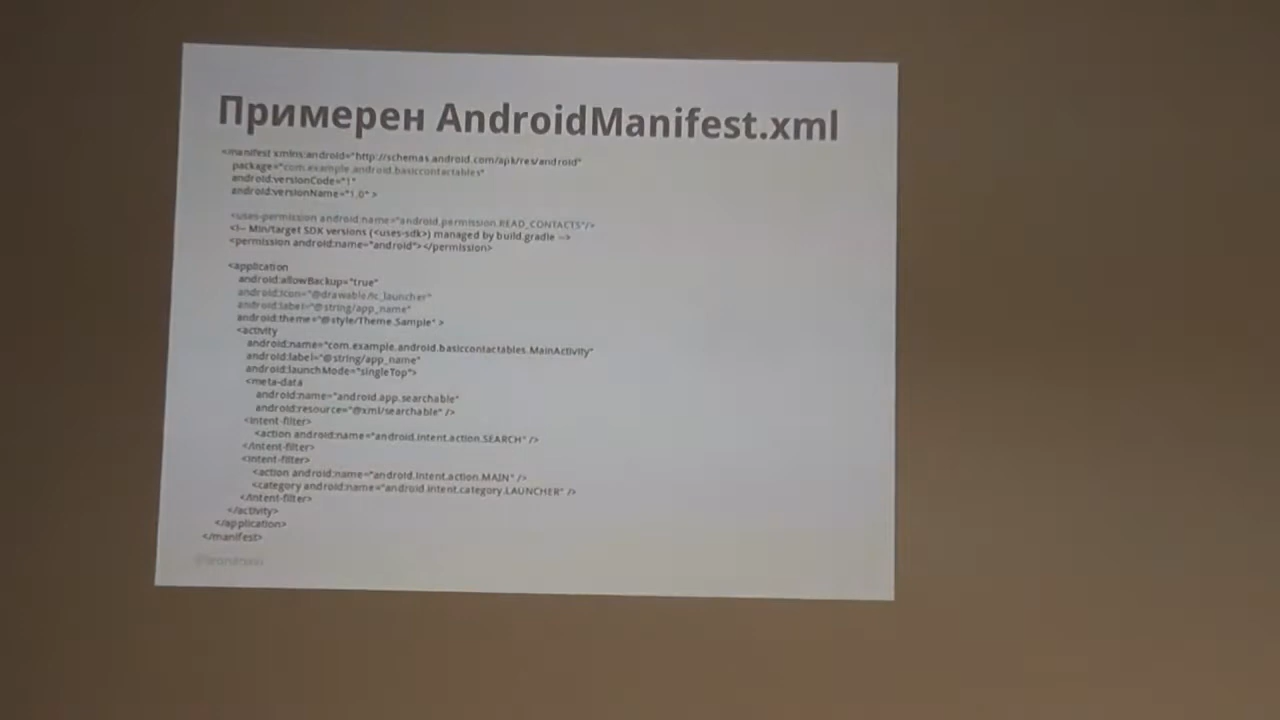 Примерен AndroidManifest.xml
<manifest xmlns:android="http://schemas.android.com/apk/res/android"
package="com.example.android.basiccontactables"
android:versionCode="1"
android:versionName="1.0" >
<uses-permission android:name="android.permission.READ_CONTACTS"/>
<!-- Min/target SDK versions (<uses-sdk>) managed by build.gradle -->
<permission android:name="android"></permission>
<application
android:allowBackup="true"
android:icon="@drawable/ic_launcher"
android:label="@string/app_name"
android:theme="@style/Theme.Sample" >
<activity
android:name="com.example.android.basiccontactables.MainActivity"
android:label="@string/app_name"
android:launchMode="singleTop">
<meta-data
android:name="android.app.searchable"
android:resource="@xml/searchable" />
<intent-filter>
<action android:name="android.intent.action.SEARCH" />
</intent-filter>
<intent-filter>
<action android:name="android.intent.action.MAIN" />
<category android:name="android.intent.category.LAUNCHER" />
</intent-filter>
</activity>
</application>
</manifest>